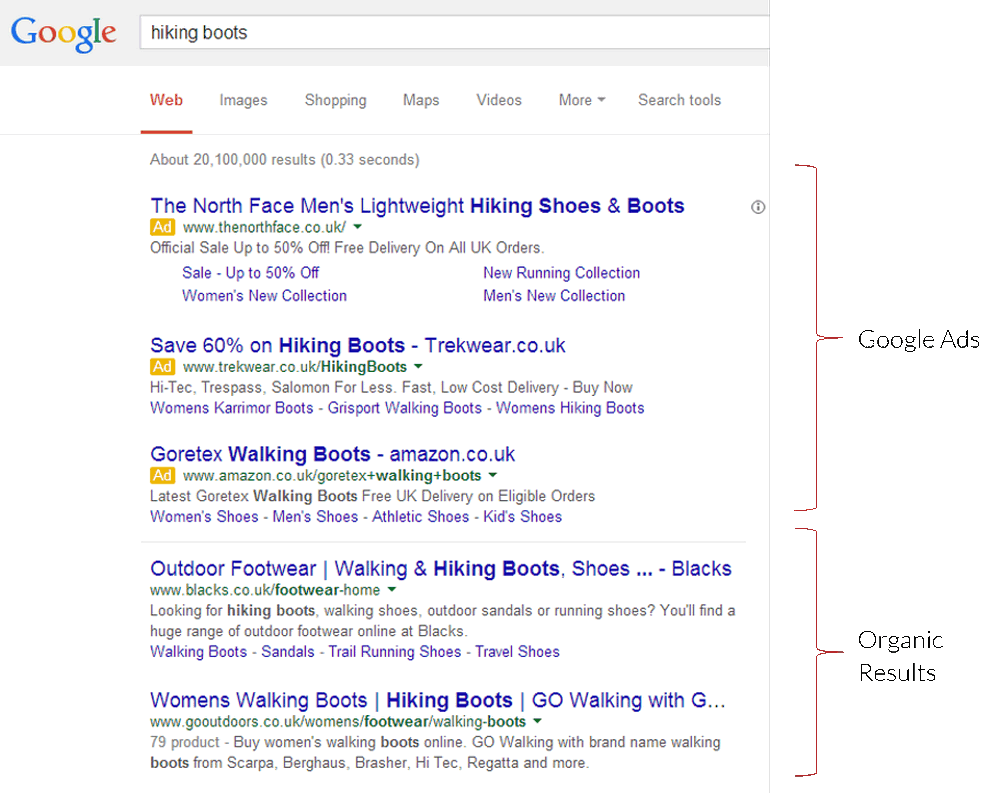 Google
hiking boots
Web Images Shopping Maps Videos More Search tools
About 20,100,000 results (0.33 seconds)
The North Face Men's Lightweight Hiking Shoes & Boots
Ad www.thenorthface.co.uk/
Official Sale Up to 50% Off! Free Delivery On All UK Orders.
Sale - Up to 50% Off New Running Collection
Women's New Collection Men's New Collection
Save 60% on Hiking Boots - Trekwear.co.uk
Ad www.trekwear.co.uk/HikingBoots
Hi-Tec, Trespass, Salomon For Less. Fast, Low Cost Delivery - Buy Now
Womens Karrimor Boots - Grisport Walking Boots - Womens Hiking Boots
Goretex Walking Boots - amazon.co.uk
Ad www.amazon.co.uk/goretex+walking+boots
Latest Goretex Walking Boots Free UK Delivery on Eligible Orders
Women's Shoes - Men's Shoes - Athletic Shoes - Kid's Shoes
Google Ads
Outdoor Footwear | Walking & Hiking Boots, Shoes ... - Blacks
www.blacks.co.uk/footwear-home
Looking for hiking boots, walking shoes, outdoor sandals or running shoes? You'll find a
huge range of outdoor footwear online at Blacks.
Walking Boots - Sandals - Trail Running Shoes - Travel Shoes
Womens Walking Boots | Hiking Boots | GO Walking with G...
www.gooutdoors.co.uk/womens/footwear/walking-boots
79 product - Buy women's walking boots online. GO Walking with brand name walking
boots from Scarpa, Berghaus, Brasher, Hi Tec, Regatta and more.
Organic
Results